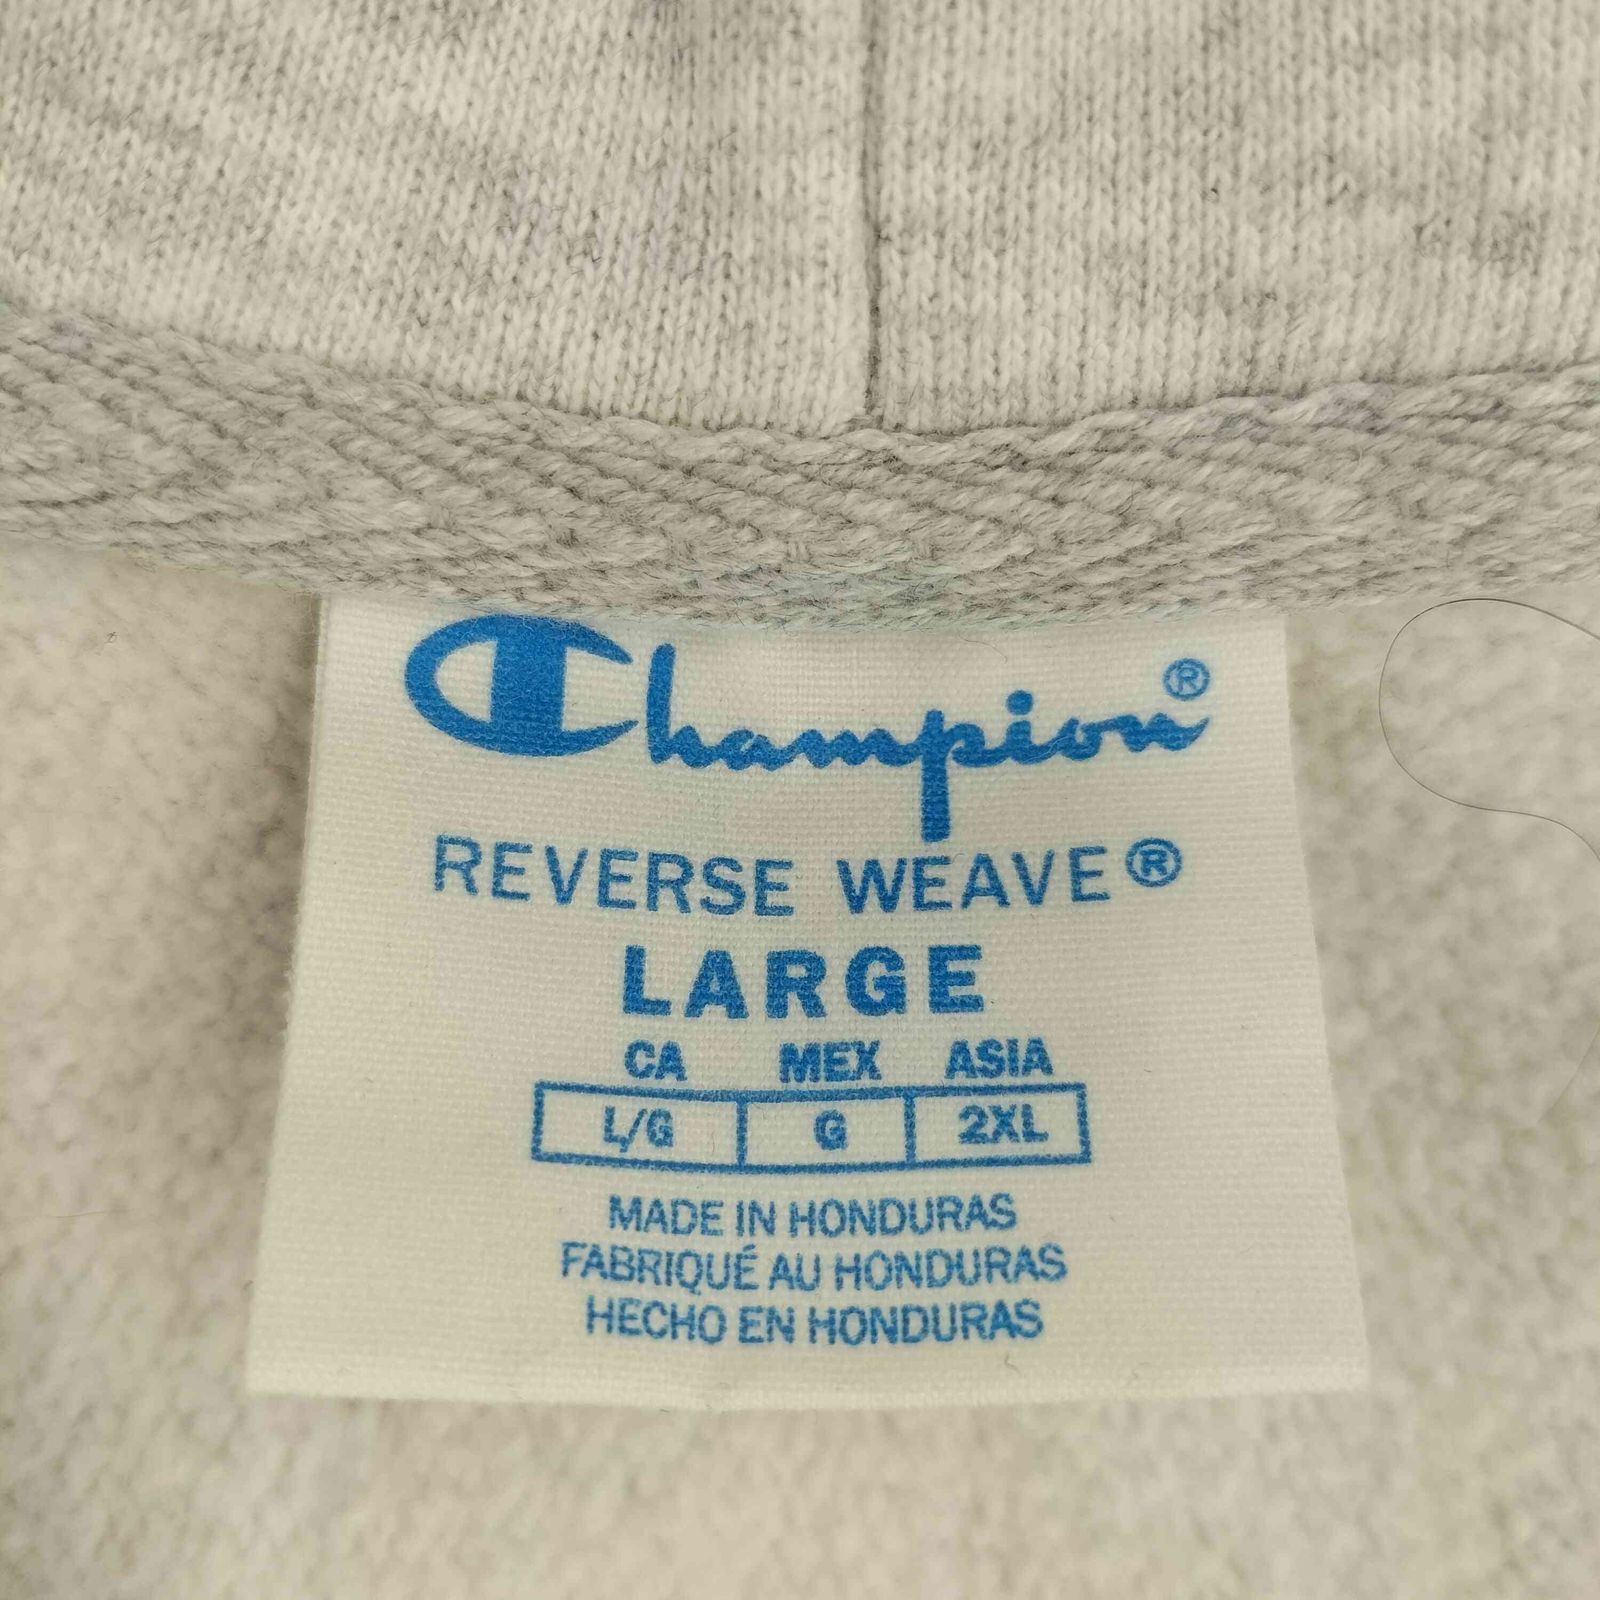 Champion®
REVERSE WEAVE®
LARGE
CA MEX ASIA
L/G G 2XL
MADE IN HONDURAS
FABRIQUÉ AU HONDURAS
HECHO EN HONDURAS